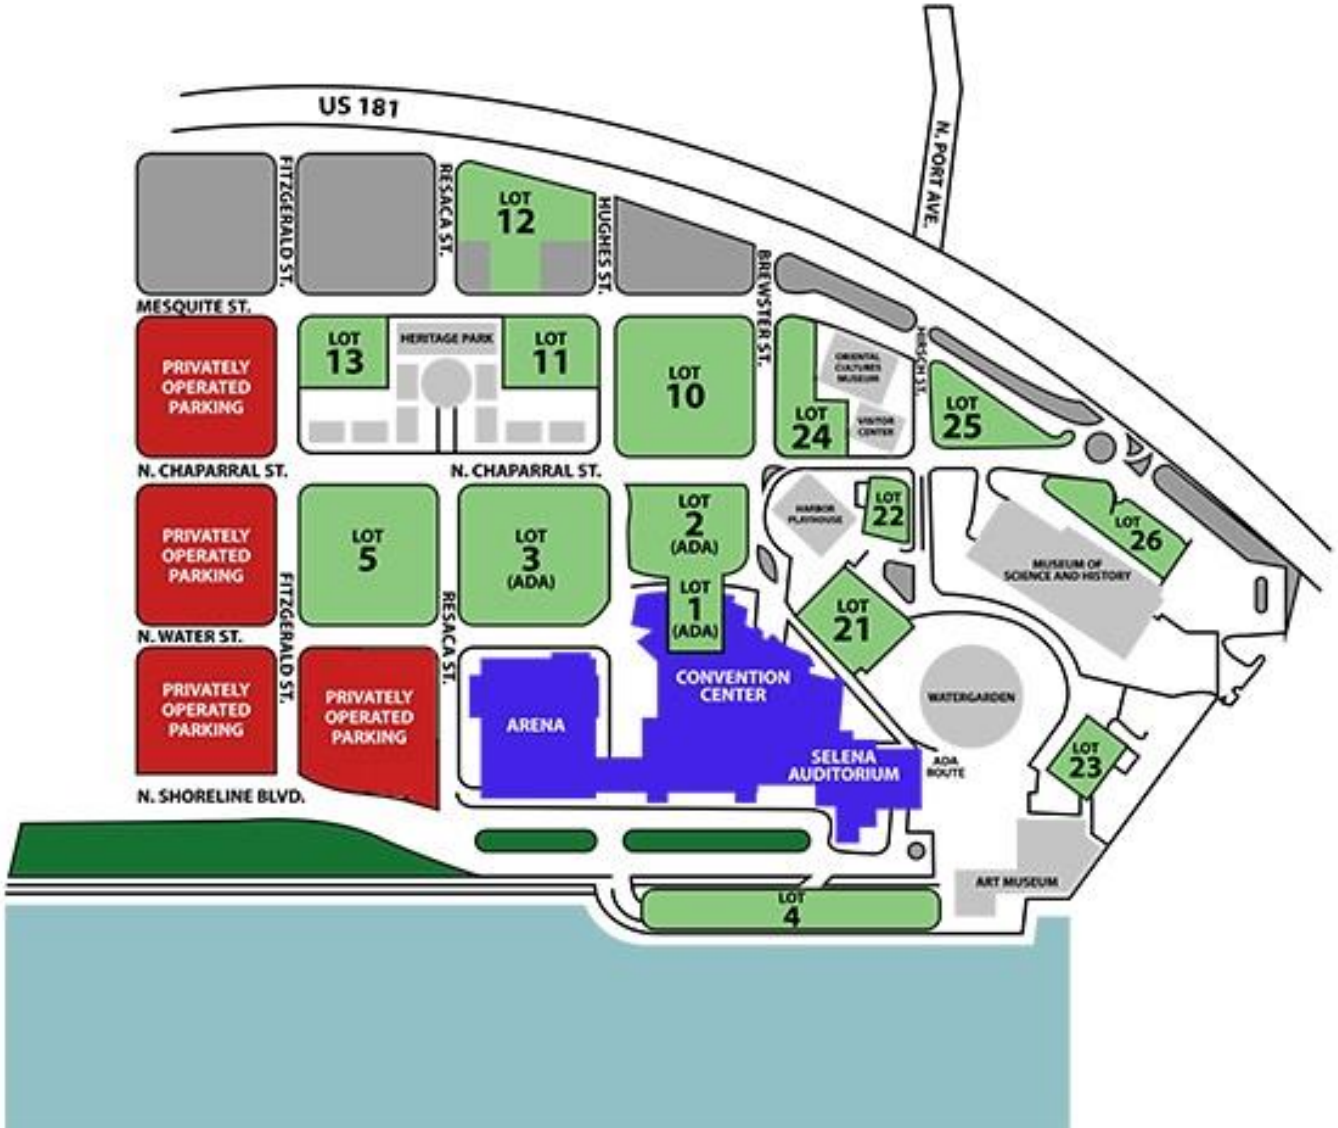 US 181
N. PORT AVE.
FITZGERALD ST.
RESACA ST.
LOT
12
HUGHES ST.
BREWSTER ST.
MESQUITE ST.
HIRSCH ST.
PRIVATELY
OPERATED
PARKING
LOT
13
HERITAGE PARK
LOT
11
LOT
10
ORIENTAL
CULTURES
MUSEUM
LOT
24
VISITOR
CENTER
LOT
25
N. CHAPARRAL ST.
N. CHAPARRAL ST.
PRIVATELY
OPERATED
PARKING
LOT
5
LOT
3
(ADA)
LOT
2
(ADA)
HARBOR
PLAYHOUSE
LOT
22
LOT
26
MUSEUM OF
SCIENCE AND HISTORY
LOT
1
(ADA)
LOT
21
N. WATER ST.
FITZGERALD ST.
RESACA ST.
PRIVATELY
OPERATED
PARKING
PRIVATELY
OPERATED
PARKING
ARENA
CONVENTION
CENTER
WATERGARDEN
SELENA
AUDITORIUM
ADA
ROUTE
LOT
23
N. SHORELINE BLVD.
ART MUSEUM
LOT
4